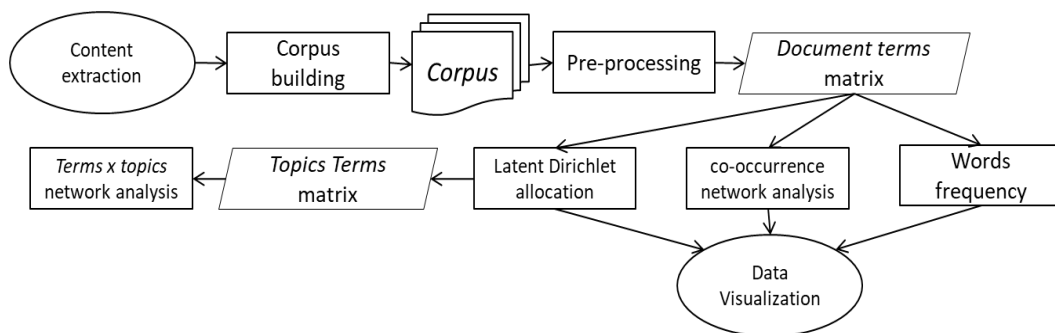 Content
extraction
Corpus
building
Corpus
Pre-processing
Document terms
matrix
Terms x topics
network analysis
Topics Terms
matrix
Latent Dirichlet
allocation
co-occurrence
network analysis
Words
frequency
Data
Visualization